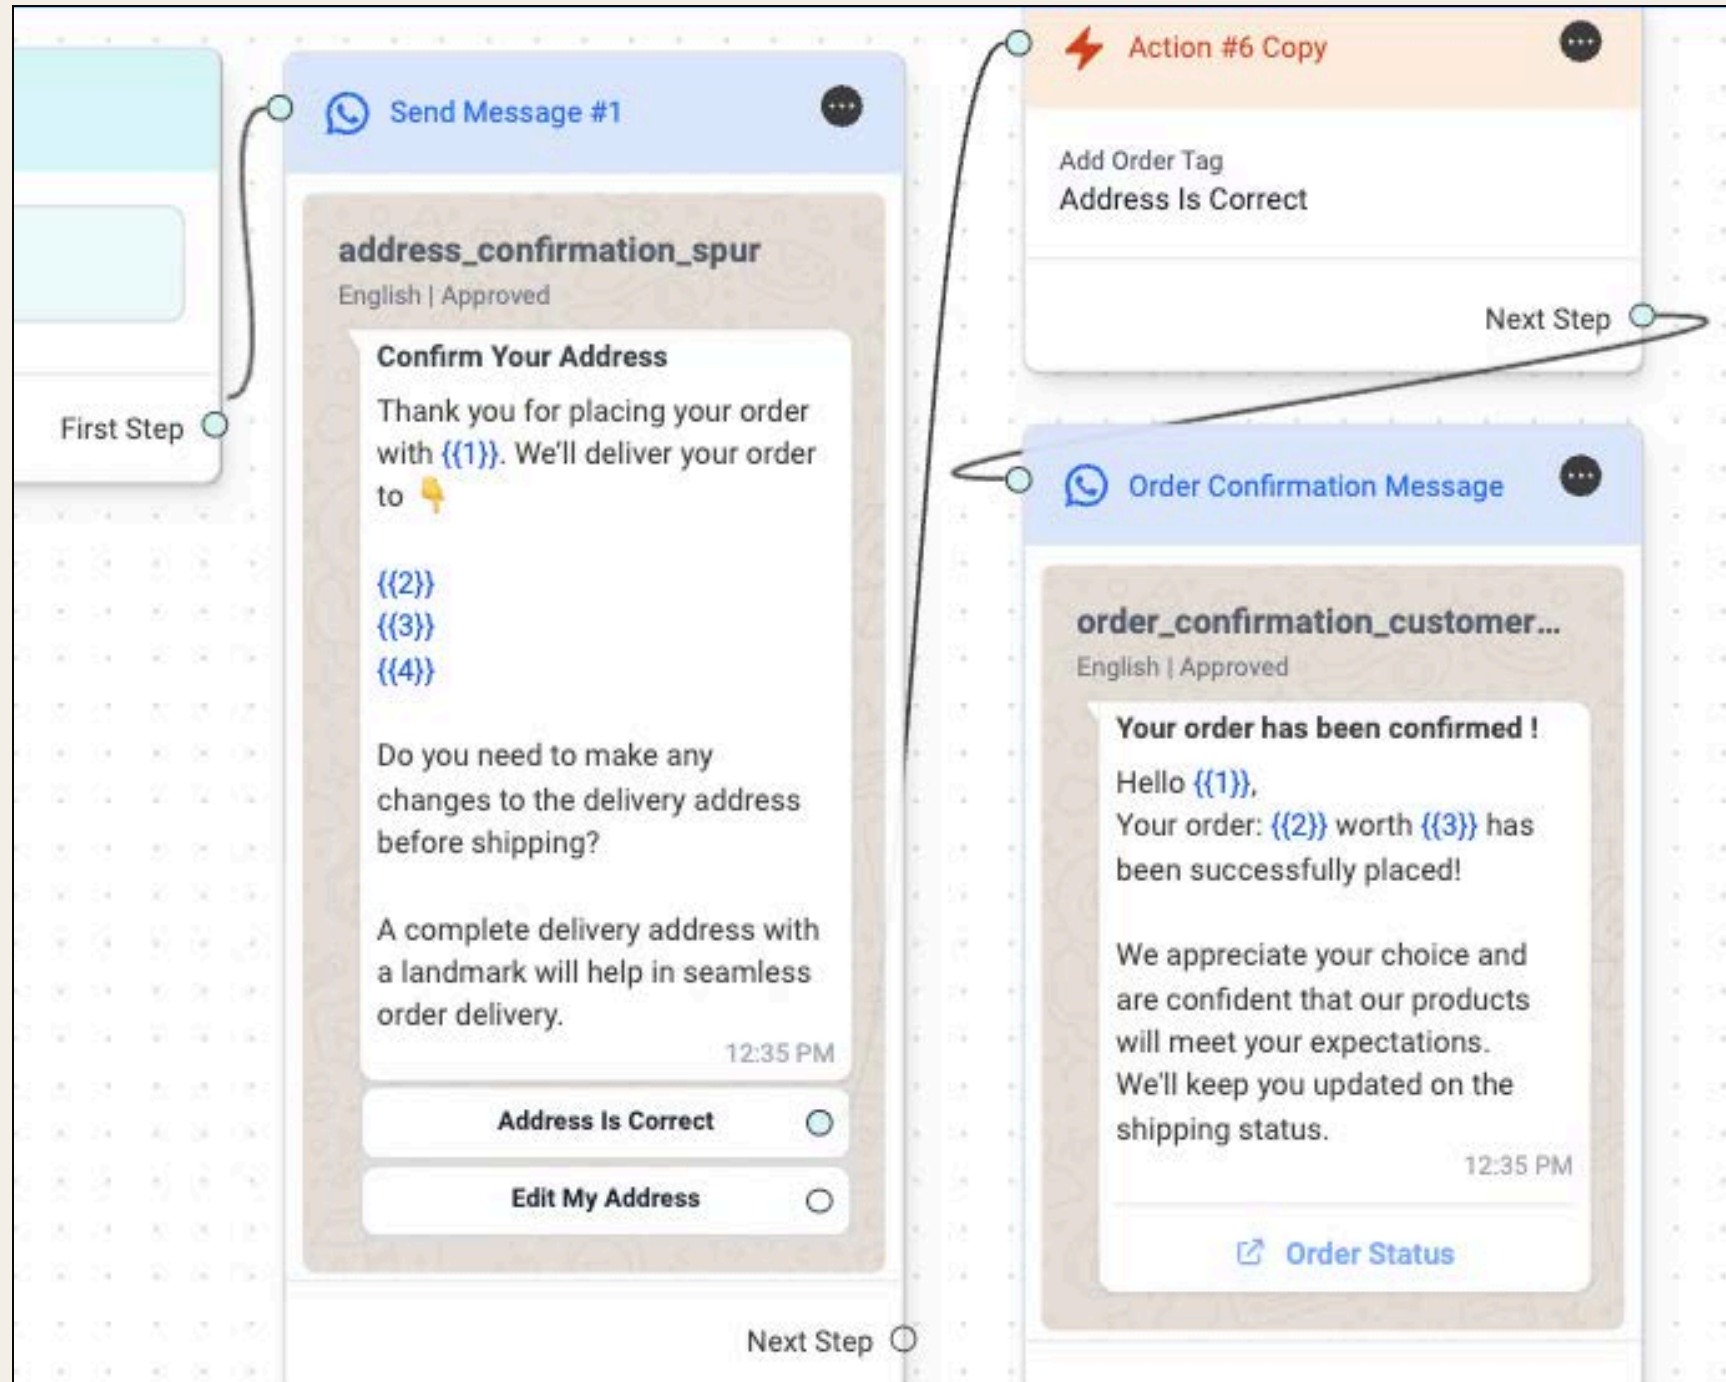 First Step
Send Message #1
address_confirmation_spur
English | Approved
Confirm Your Address
Thank you for placing your order
with {{1}}. We'll deliver your order
to 👇
{{2}}
{{3}}
{{4}}
Do you need to make any
changes to the delivery address
before shipping?
A complete delivery address with
a landmark will help in seamless
order delivery.
12:35 PM
Address Is Correct
Edit My Address
Next Step
Action #6 Copy
Add Order Tag
Address Is Correct
Next Step
Order Confirmation Message
order_confirmation_customer...
English | Approved
Your order has been confirmed !
Hello {{1}},
Your order: {{2}} worth {{3}} has
been successfully placed!
We appreciate your choice and
are confident that our products
will meet your expectations.
We'll keep you updated on the
shipping status.
12:35 PM
Order Status